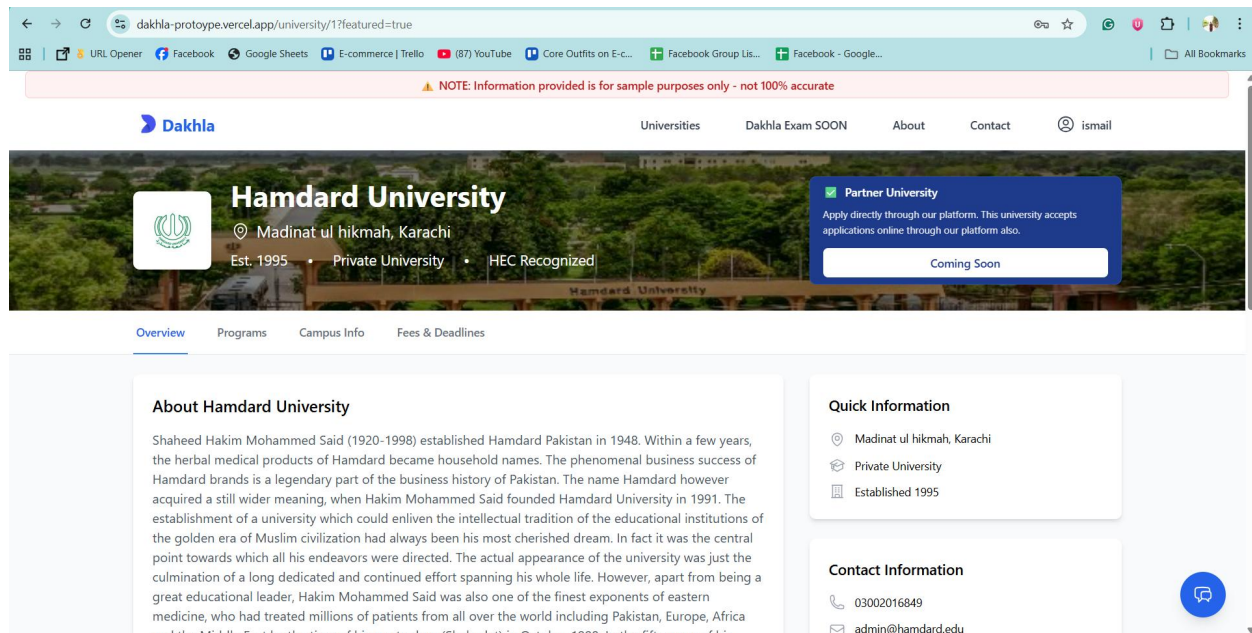 dakhla-protoype.vercel.app/university/1?featured=true
URL Opener Facebook Google Sheets E-commerce | Trello (87) YouTube Core Outfits on E-c... Facebook Group Lis... Facebook - Google... All Bookmarks
NOTE: Information provided is for sample purposes only - not 100% accurate
Dakhla Universities Dakhla Exam SOON About Contact ismail
Hamdard University
Madinat ul hikmah, Karachi
Est. 1995 • Private University • HEC Recognized
Hamdard University
Partner University
Apply directly through our platform. This university accepts
applications online through our platform also.
Coming Soon
Overview Programs Campus Info Fees & Deadlines
About Hamdard University
Shaheed Hakim Mohammed Said (1920-1998) established Hamdard Pakistan in 1948. Within a few years,
the herbal medical products of Hamdard became household names. The phenomenal business success of
Hamdard brands is a legendary part of the business history of Pakistan. The name Hamdard however
acquired a still wider meaning, when Hakim Mohammed Said founded Hamdard University in 1991. The
establishment of a university which could enliven the intellectual tradition of the educational institutions of
the golden era of Muslim civilization had always been his most cherished dream. In fact it was the central
point towards which all his endeavors were directed. The actual appearance of the university was just the
culmination of a long dedicated and continued effort spanning his whole life. However, apart from being a
great educational leader, Hakim Mohammed Said was also one of the finest exponents of eastern
medicine, who had treated millions of patients from all over the world including Pakistan, Europe, Africa
Quick Information
Madinat ul hikmah, Karachi
Private University
Established 1995
Contact Information
03002016849
admin@hamdard.edu